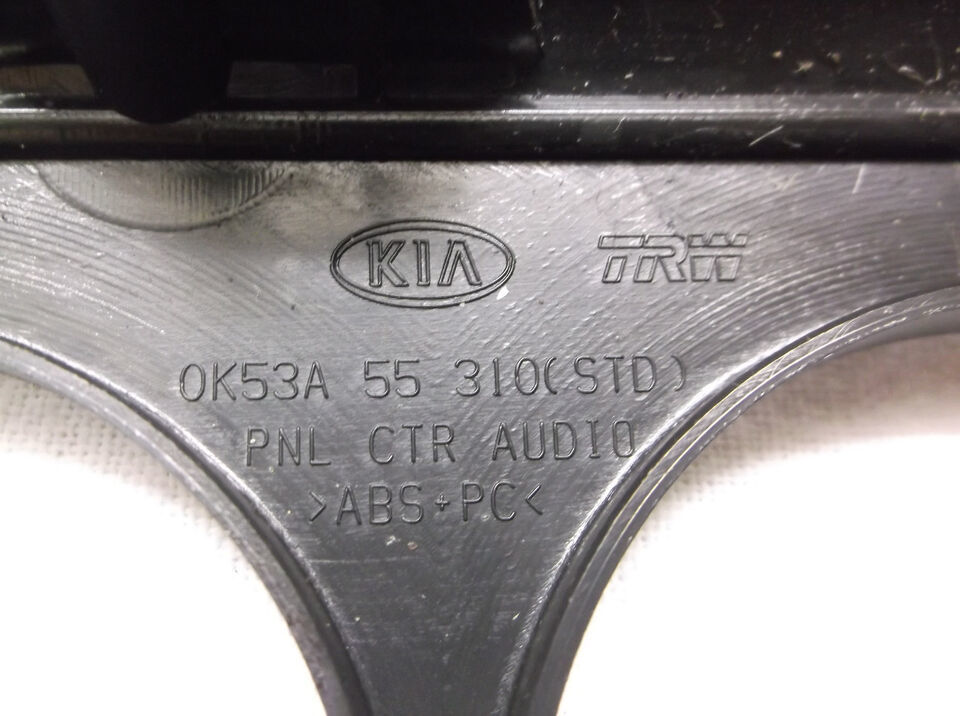 KIA TRW
0K53A 55 310(STD)
PNL CTR AUDIO
>ABS+PC<